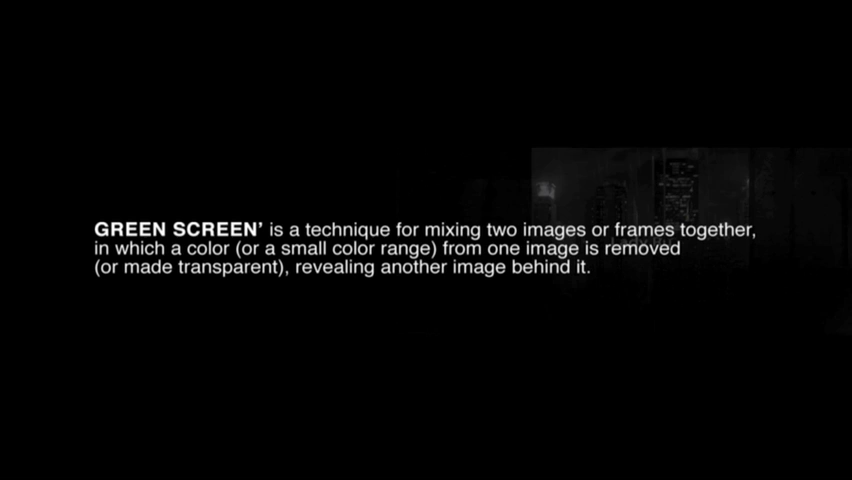 GREEN SCREEN’ is a technique for mixing two images or frames together,
in which a color (or a small color range) from one image is removed
(or made transparent), revealing another image behind it.